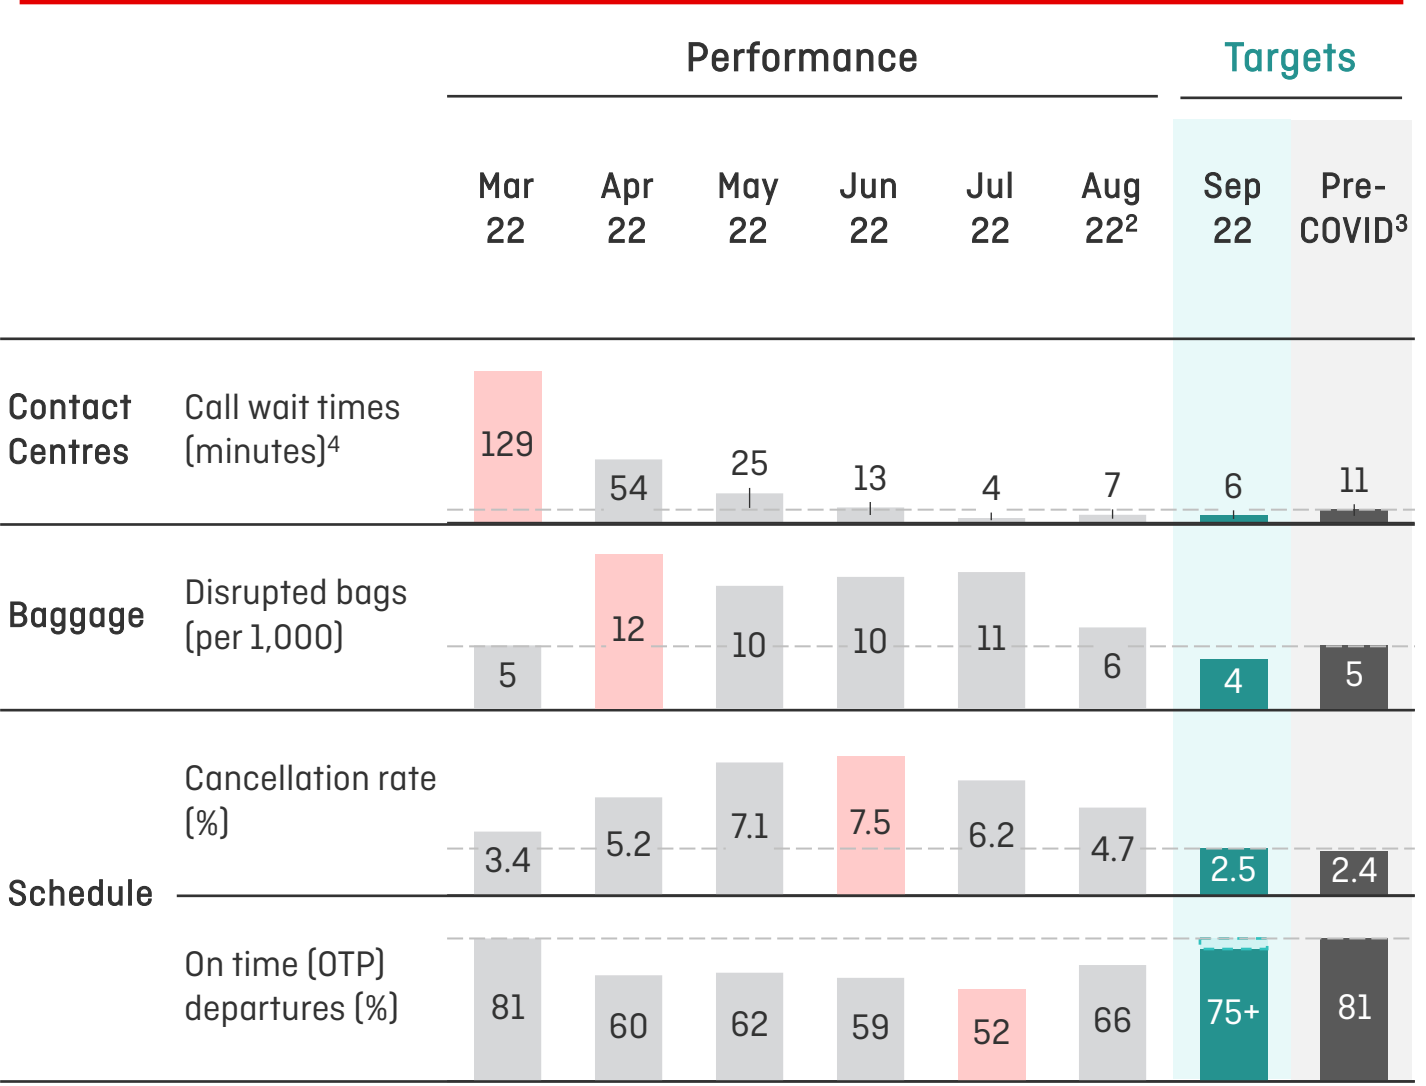 Performance Targets
Mar Apr May Jun Jul Aug Sep Pre-
22 22 22 22 22 22² 22 COVID³
Contact Call wait times
Centres (minutes)⁴
129 54 25 13 4 7 6 11
Baggage Disrupted bags
(per 1,000)
5 12 10 10 11 6 4 5
Schedule
Cancellation rate
(%)
3.4 5.2 7.1 7.5 6.2 4.7 2.5 2.4
On time (OTP)
departures (%)
81 60 62 59 52 66 75+ 81